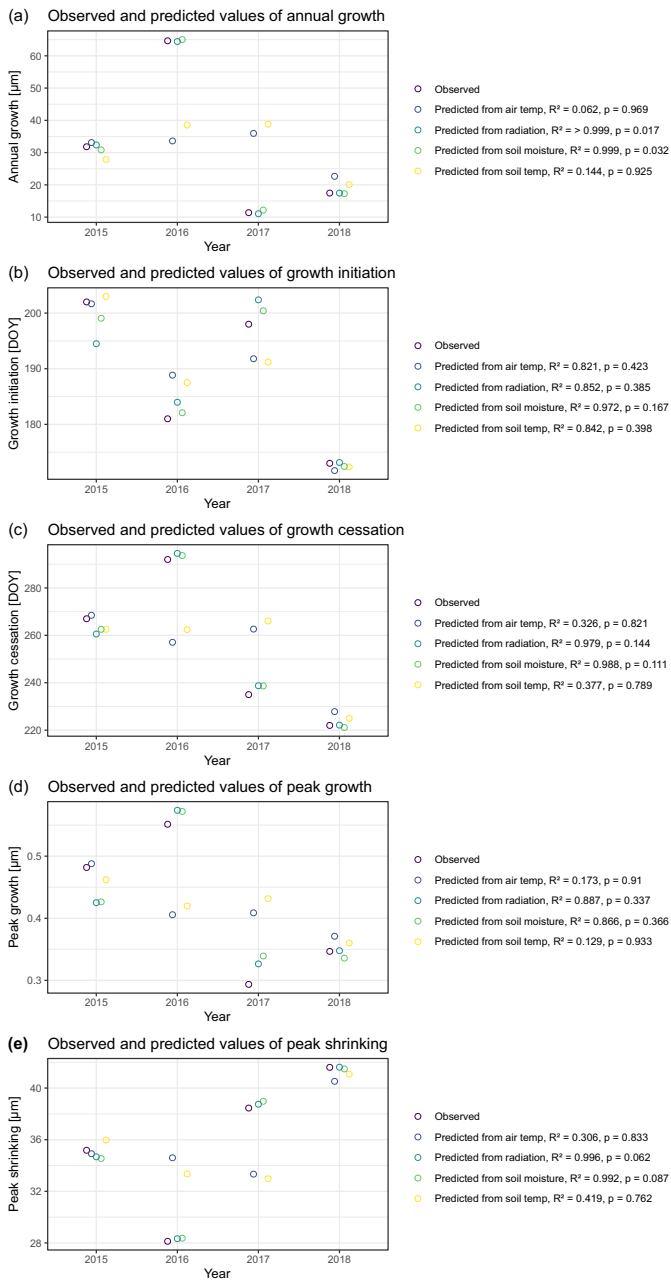 (a) Observed and predicted values of annual growth
60
50
40
30
20
10
Annual growth [µm]
2015 2016 2017 2018
Year
Observed
Predicted from air temp, R² = 0.062, p = 0.969
Predicted from radiation, R² = > 0.999, p = 0.017
Predicted from soil moisture, R² = 0.999, p = 0.032
Predicted from soil temp, R² = 0.144, p = 0.925
(b) Observed and predicted values of growth initiation
200
190
180
Growth initiation [DOY]
2015 2016 2017 2018
Year
Observed
Predicted from air temp, R² = 0.821, p = 0.423
Predicted from radiation, R² = 0.852, p = 0.385
Predicted from soil moisture, R² = 0.972, p = 0.167
Predicted from soil temp, R² = 0.842, p = 0.398
(c) Observed and predicted values of growth cessation
280
260
240
220
Growth cessation [DOY]
2015 2016 2017 2018
Year
Observed
Predicted from air temp, R² = 0.326, p = 0.821
Predicted from radiation, R² = 0.979, p = 0.144
Predicted from soil moisture, R² = 0.988, p = 0.111
Predicted from soil temp, R² = 0.377, p = 0.789
(d) Observed and predicted values of peak growth
0.5
0.4
0.3
Peak growth [µm]
2015 2016 2017 2018
Year
Observed
Predicted from air temp, R² = 0.173, p = 0.91
Predicted from radiation, R² = 0.887, p = 0.337
Predicted from soil moisture, R² = 0.866, p = 0.366
Predicted from soil temp, R² = 0.129, p = 0.933
(e) Observed and predicted values of peak shrinking
40
36
32
28
Peak shrinking [µm]
2015 2016 2017 2018
Year
Observed
Predicted from air temp, R² = 0.306, p = 0.833
Predicted from radiation, R² = 0.996, p = 0.062
Predicted from soil moisture, R² = 0.992, p = 0.087
Predicted from soil temp, R² = 0.419, p = 0.762